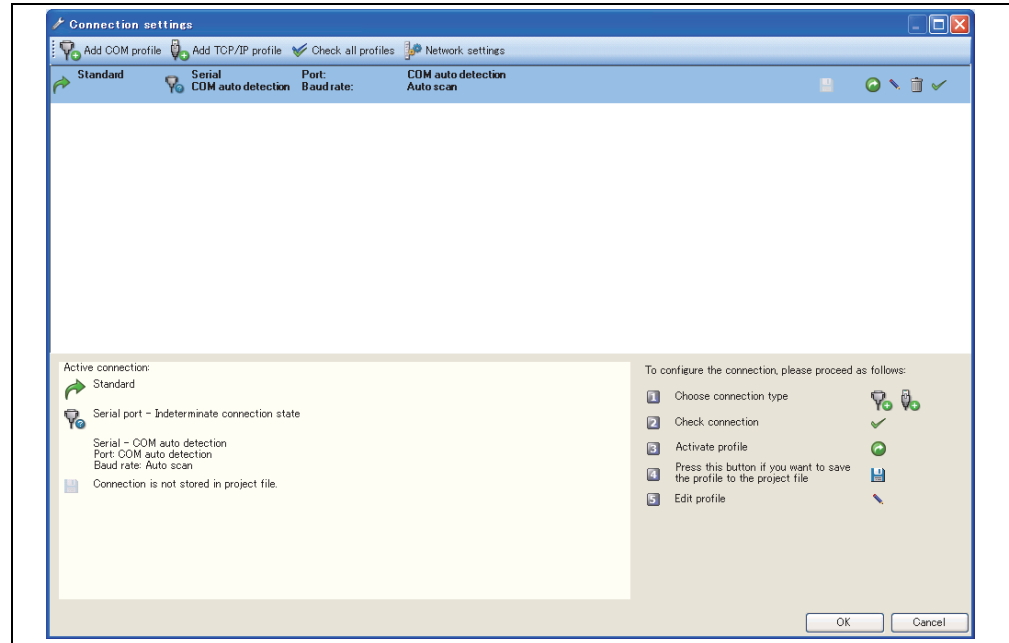 Connection settings
Add COM profile Add TCP/IP profile Check all profiles Network settings
Standard Serial Port: COM auto detection
COM auto detection Baud rate: Auto scan
Active connection:
Standard
Serial port - Indeterminate connection state
Serial - COM auto detection
Port: COM auto detection
Baud rate: Auto scan
Connection is not stored in project file.
To configure the connection, please proceed as follows:
1 Choose connection type
2 Check connection
3 Activate profile
4 Press this button if you want to save
the profile to the project file
5 Edit profile
OK Cancel